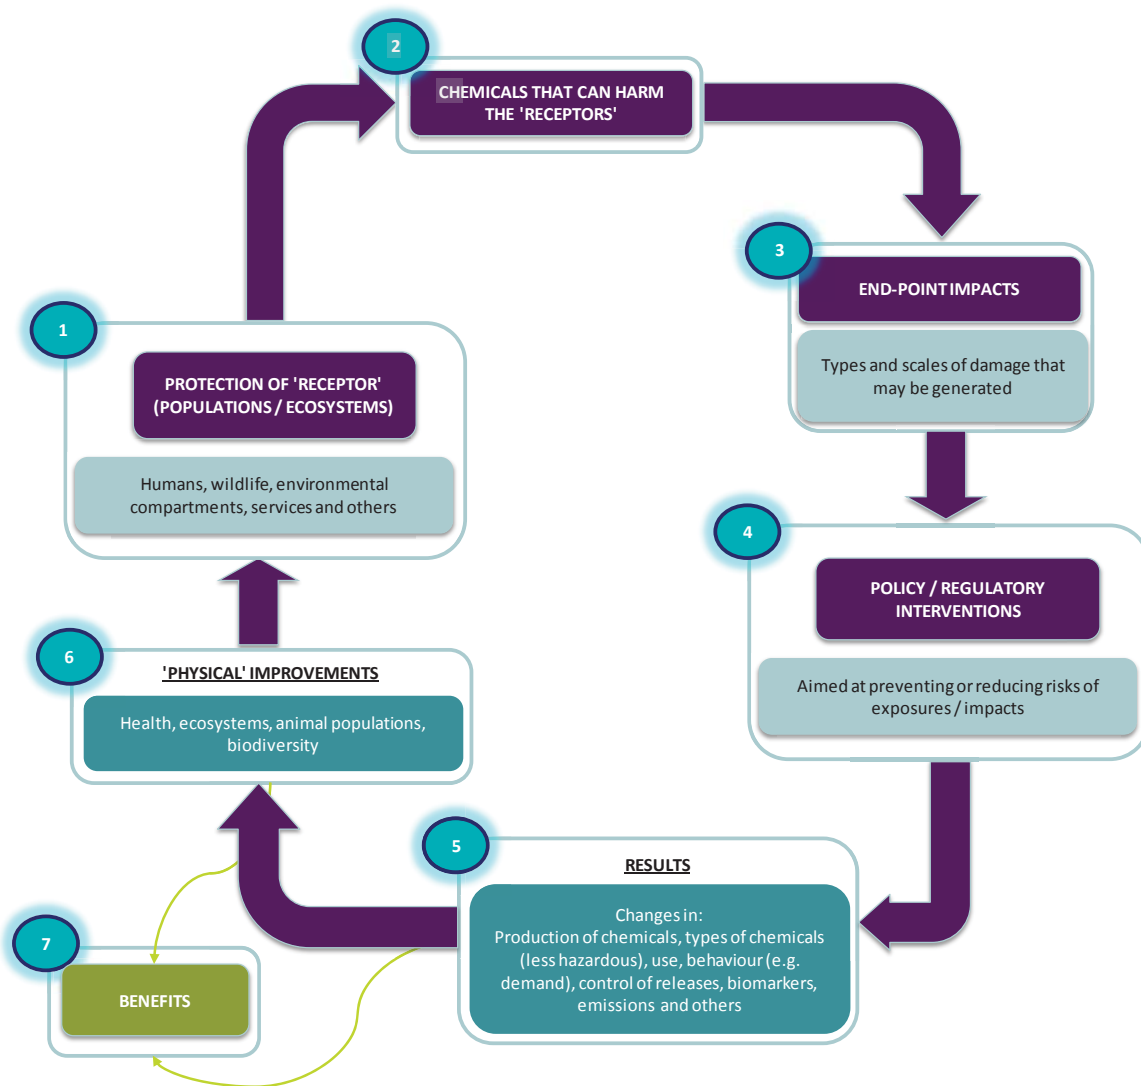 1
PROTECTION OF 'RECEPTOR'
(POPULATIONS / ECOSYSTEMS)
Humans, wildlife, environmental
compartments, services and others
2
CHEMICALS THAT CAN HARM
THE 'RECEPTORS'
3
END-POINT IMPACTS
Types and scales of damage that
may be generated
4
POLICY / REGULATORY
INTERVENTIONS
Aimed at preventing or reducing risks of
exposures / impacts
5
RESULTS
Changes in:
Production of chemicals, types of chemicals
(less hazardous), use, behaviour (e.g.
demand), control of releases, biomarkers,
emissions and others
6
'PHYSICAL' IMPROVEMENTS
Health, ecosystems, animal populations,
biodiversity
7
BENEFITS